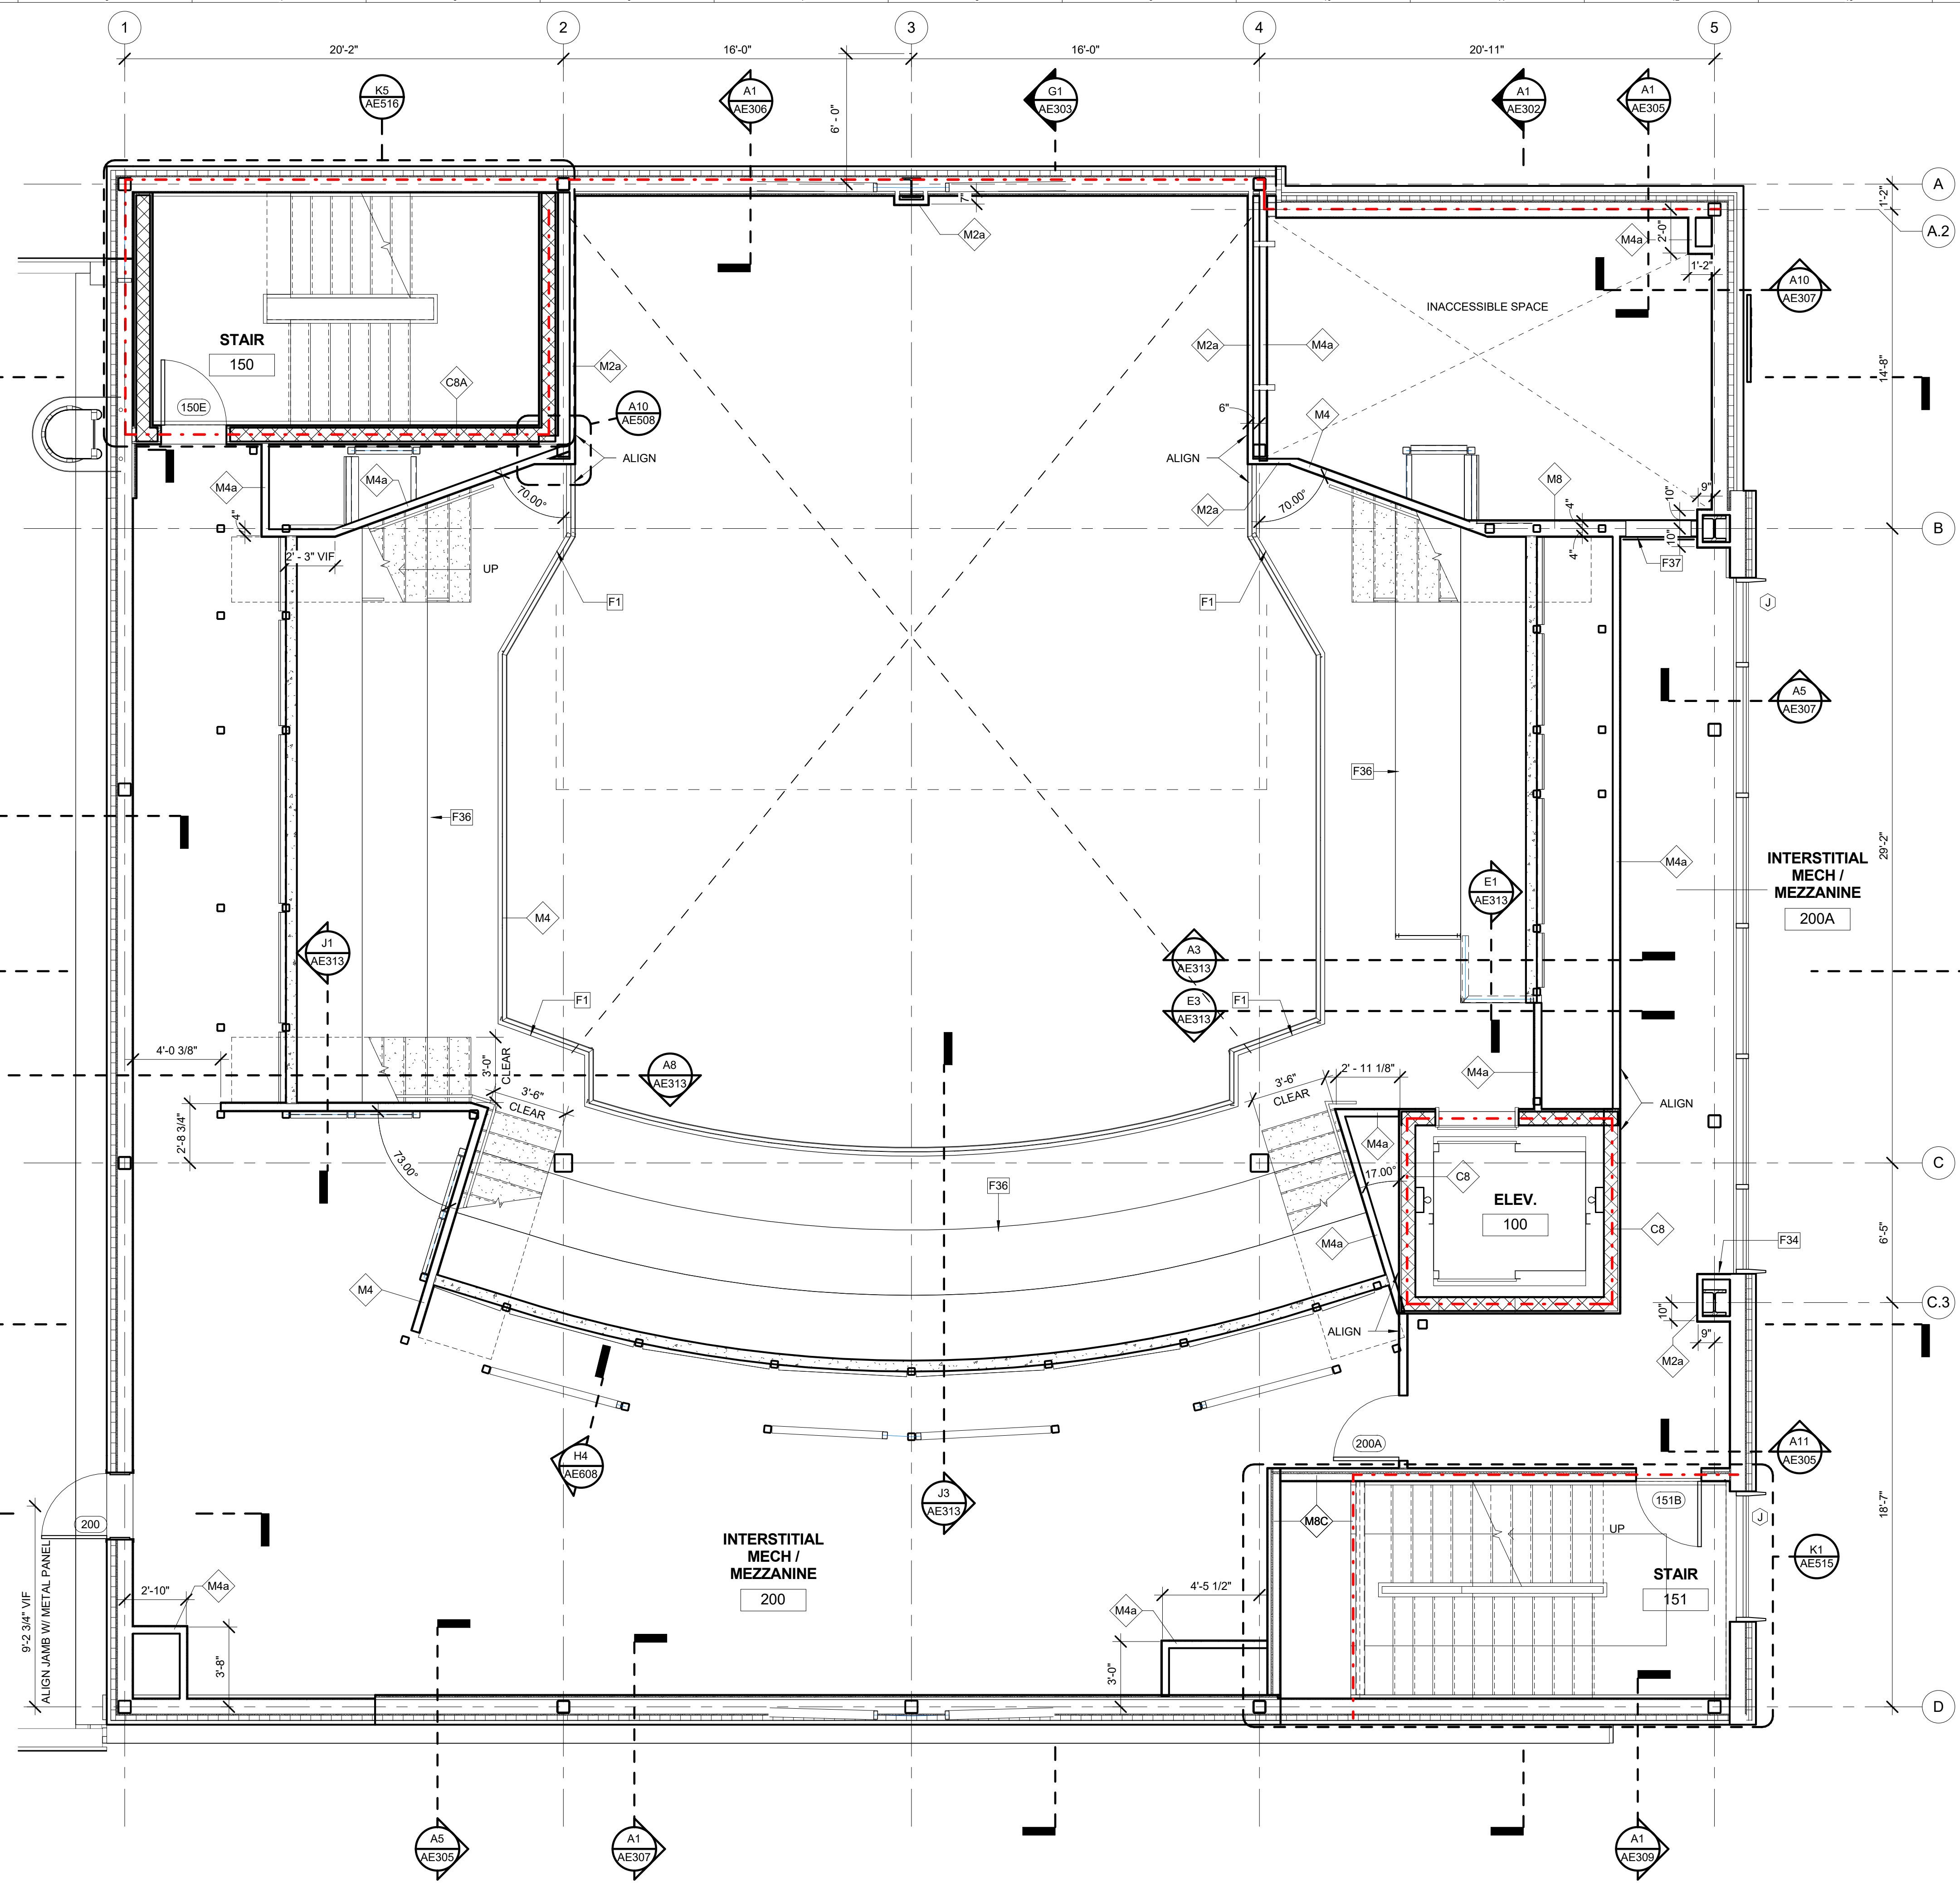 1
2
3
4
5
20'-2"
16'-0"
16'-0"
20'-11"
K5
AE516
A1
AE306
6' - 0"
G1
AE303
A1
AE302
A1
AE305
A
1'-2"
A.2
7"
M2a
M4a
2'-0"
1'-2"
A10
AE307
INACCESSIBLE SPACE
STAIR
150
M2a
M2a
M4a
14'-8"
C8A
150E
A10
AE508
6"
M4
ALIGN
ALIGN
M4a
M4a
70.00°
M2a
70.00°
M8
9"
10"
4"
4"
4"
10"
B
2' - 3" VIF
UP
F37
F1
F1
J
A5
AE307
F36
F36
29'-2"
INTERSTITIAL
MECH /
MEZZANINE
200A
M4a
E1
AE313
M4
J1
AE313
A3
AE313
F1
E3
AE313
F1
4'-0 3/8"
3'-0"
CLEAR
A8
AE313
3'-6"
CLEAR
3'-6"
CLEAR
2' - 11 1/8"
M4a
ALIGN
2'-8 3/4"
73.00°
M4a
17.00°
C8
C
F36
ELEV.
100
C8
M4a
F34
6'-5"
M4
C.3
10"
9"
ALIGN
M2a
200A
A11
AE305
H4
AE608
J3
AE313
151B
18'-7"
J
200
M8C
UP
INTERSTITIAL
MECH /
MEZZANINE
200
K1
AE515
STAIR
151
9'-2 3/4" VIF
ALIGN JAMB W/ METAL PANEL
2'-10"
M4a
4'-5 1/2"
M4a
3'-8"
3'-0"
D
A5
AE305
A1
AE307
A1
AE309